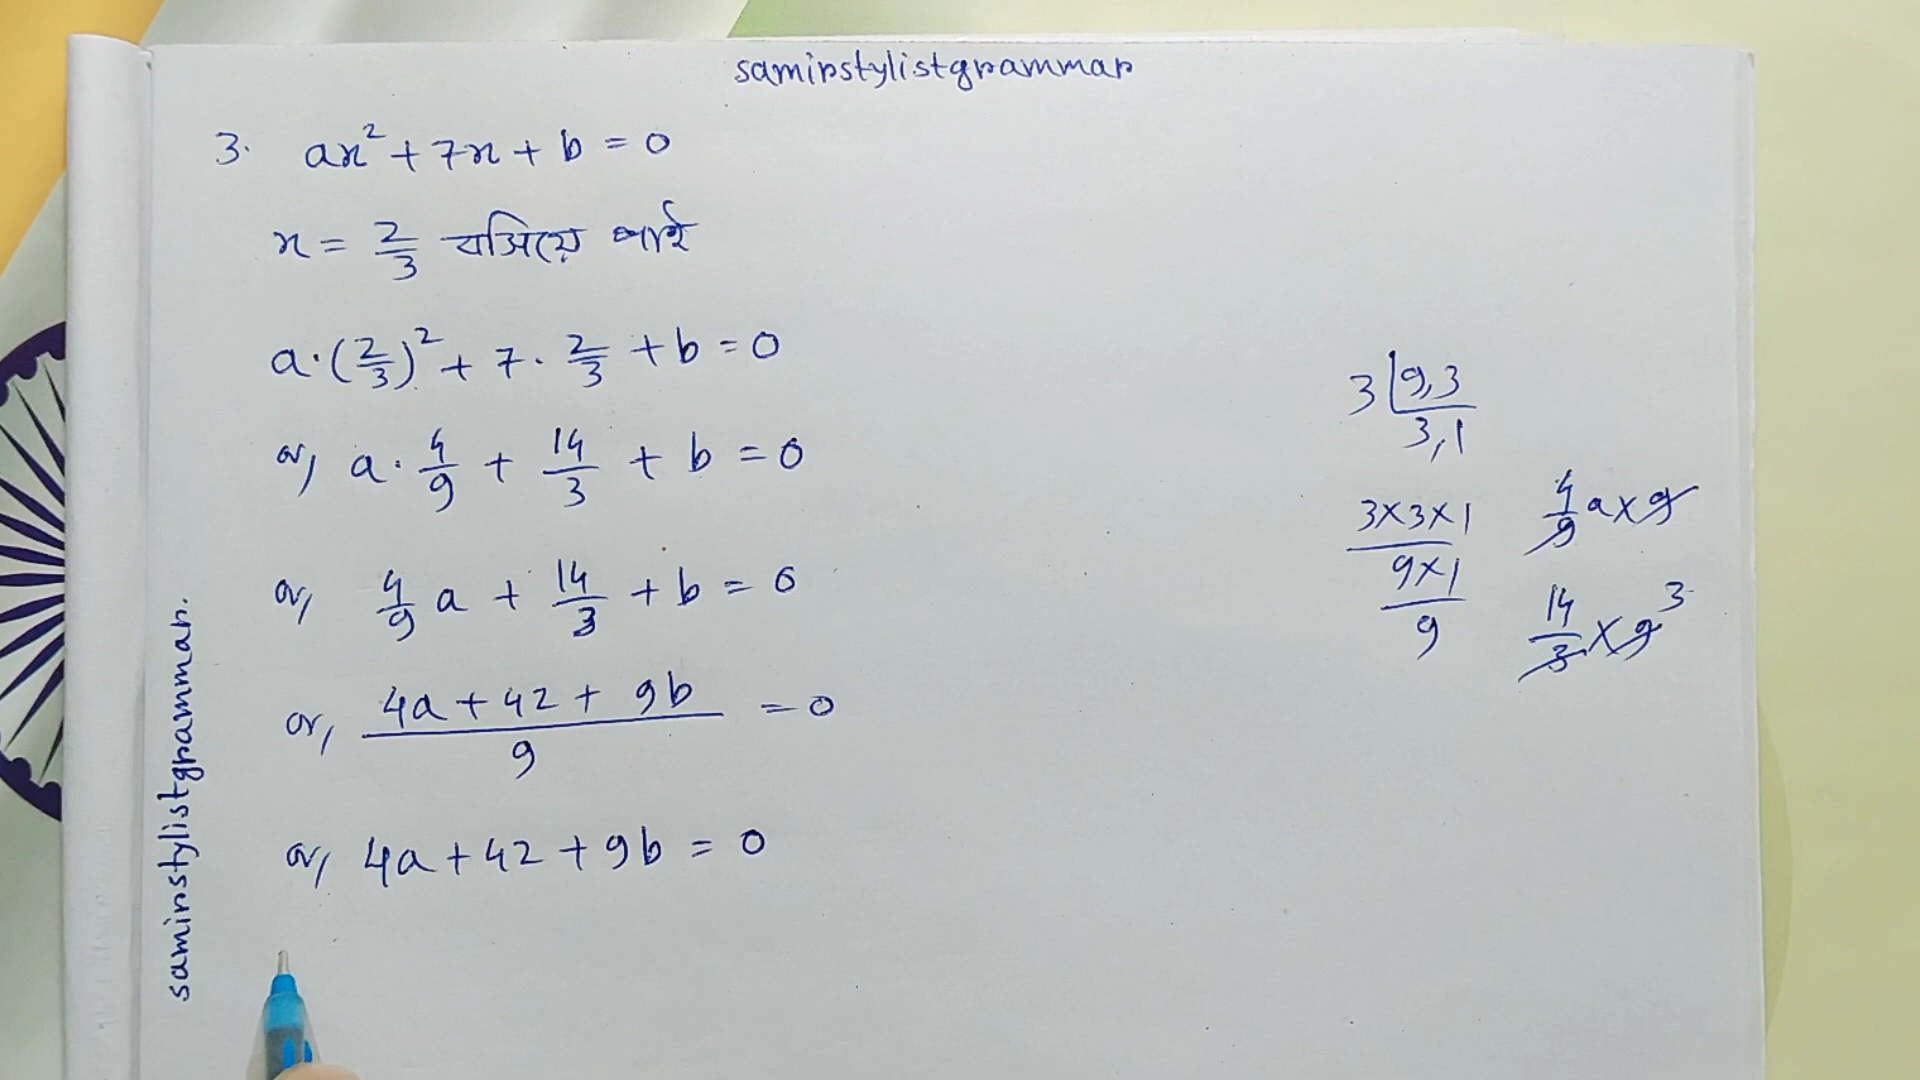 saminstylistgrammar
3. ax² + 7x + b = 0
x = 2/3 বসিয়ে পাই
a·(2/3)² + 7·2/3 + b = 0
or, a·4/9 + 14/3 + b = 0
or, 4/9 a + 14/3 + b = 0
or, (4a + 42 + 9b)/9 = 0
or, 4a + 42 + 9b = 0
3 | 9,3
3,1
3×3×1
9×1
9
4/9 a×9
14/3 ×9 3
saminstylistgrammar.